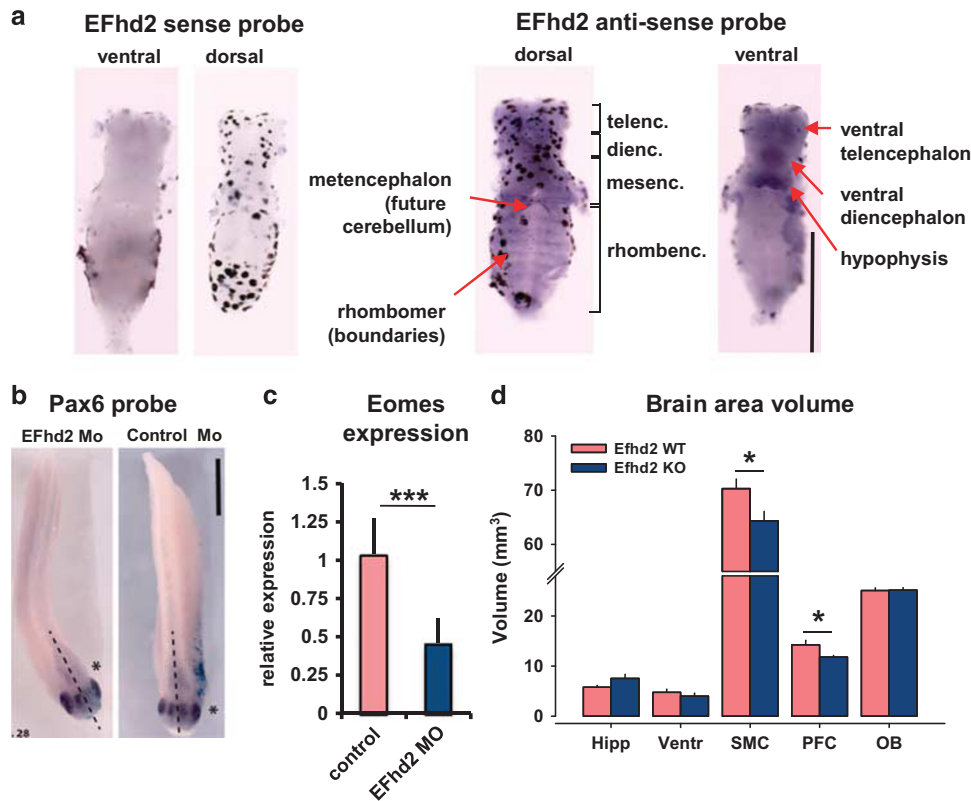 a
EFhd2 sense probe
ventral
dorsal
EFhd2 anti-sense probe
dorsal
ventral
telenc.
dienc.
mesenc.
rhombenc.
metencephalon
(future
cerebellum)
rhombomer
(boundaries)
ventral
telencephalon
ventral
diencephalon
hypophysis
b
Pax6 probe
EFhd2 Mo
Control Mo
*
*
.28
c
Eomes
expression
relative expression
1.5
1.25
1
0.75
0.5
0.25
0
***
control
EFhd2 MO
d
Brain area volume
Efhd2 WT
Efhd2 KO
Volume (mm³)
80
70
60
20
10
0
*
*
Hipp
Ventr
SMC
PFC
OB